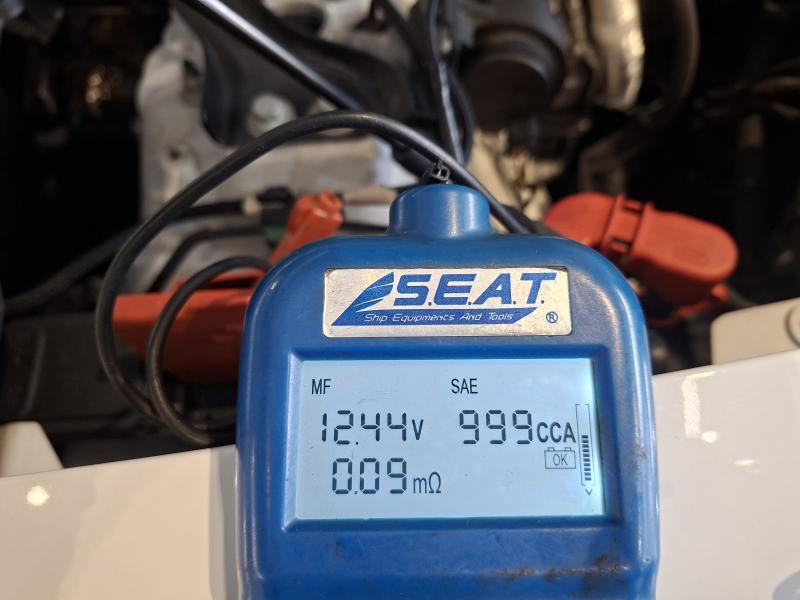 S.E.A.T.
Ship Equipments And Tools ®
MF SAE
12.44V 999CCA
OK
0.09mΩ